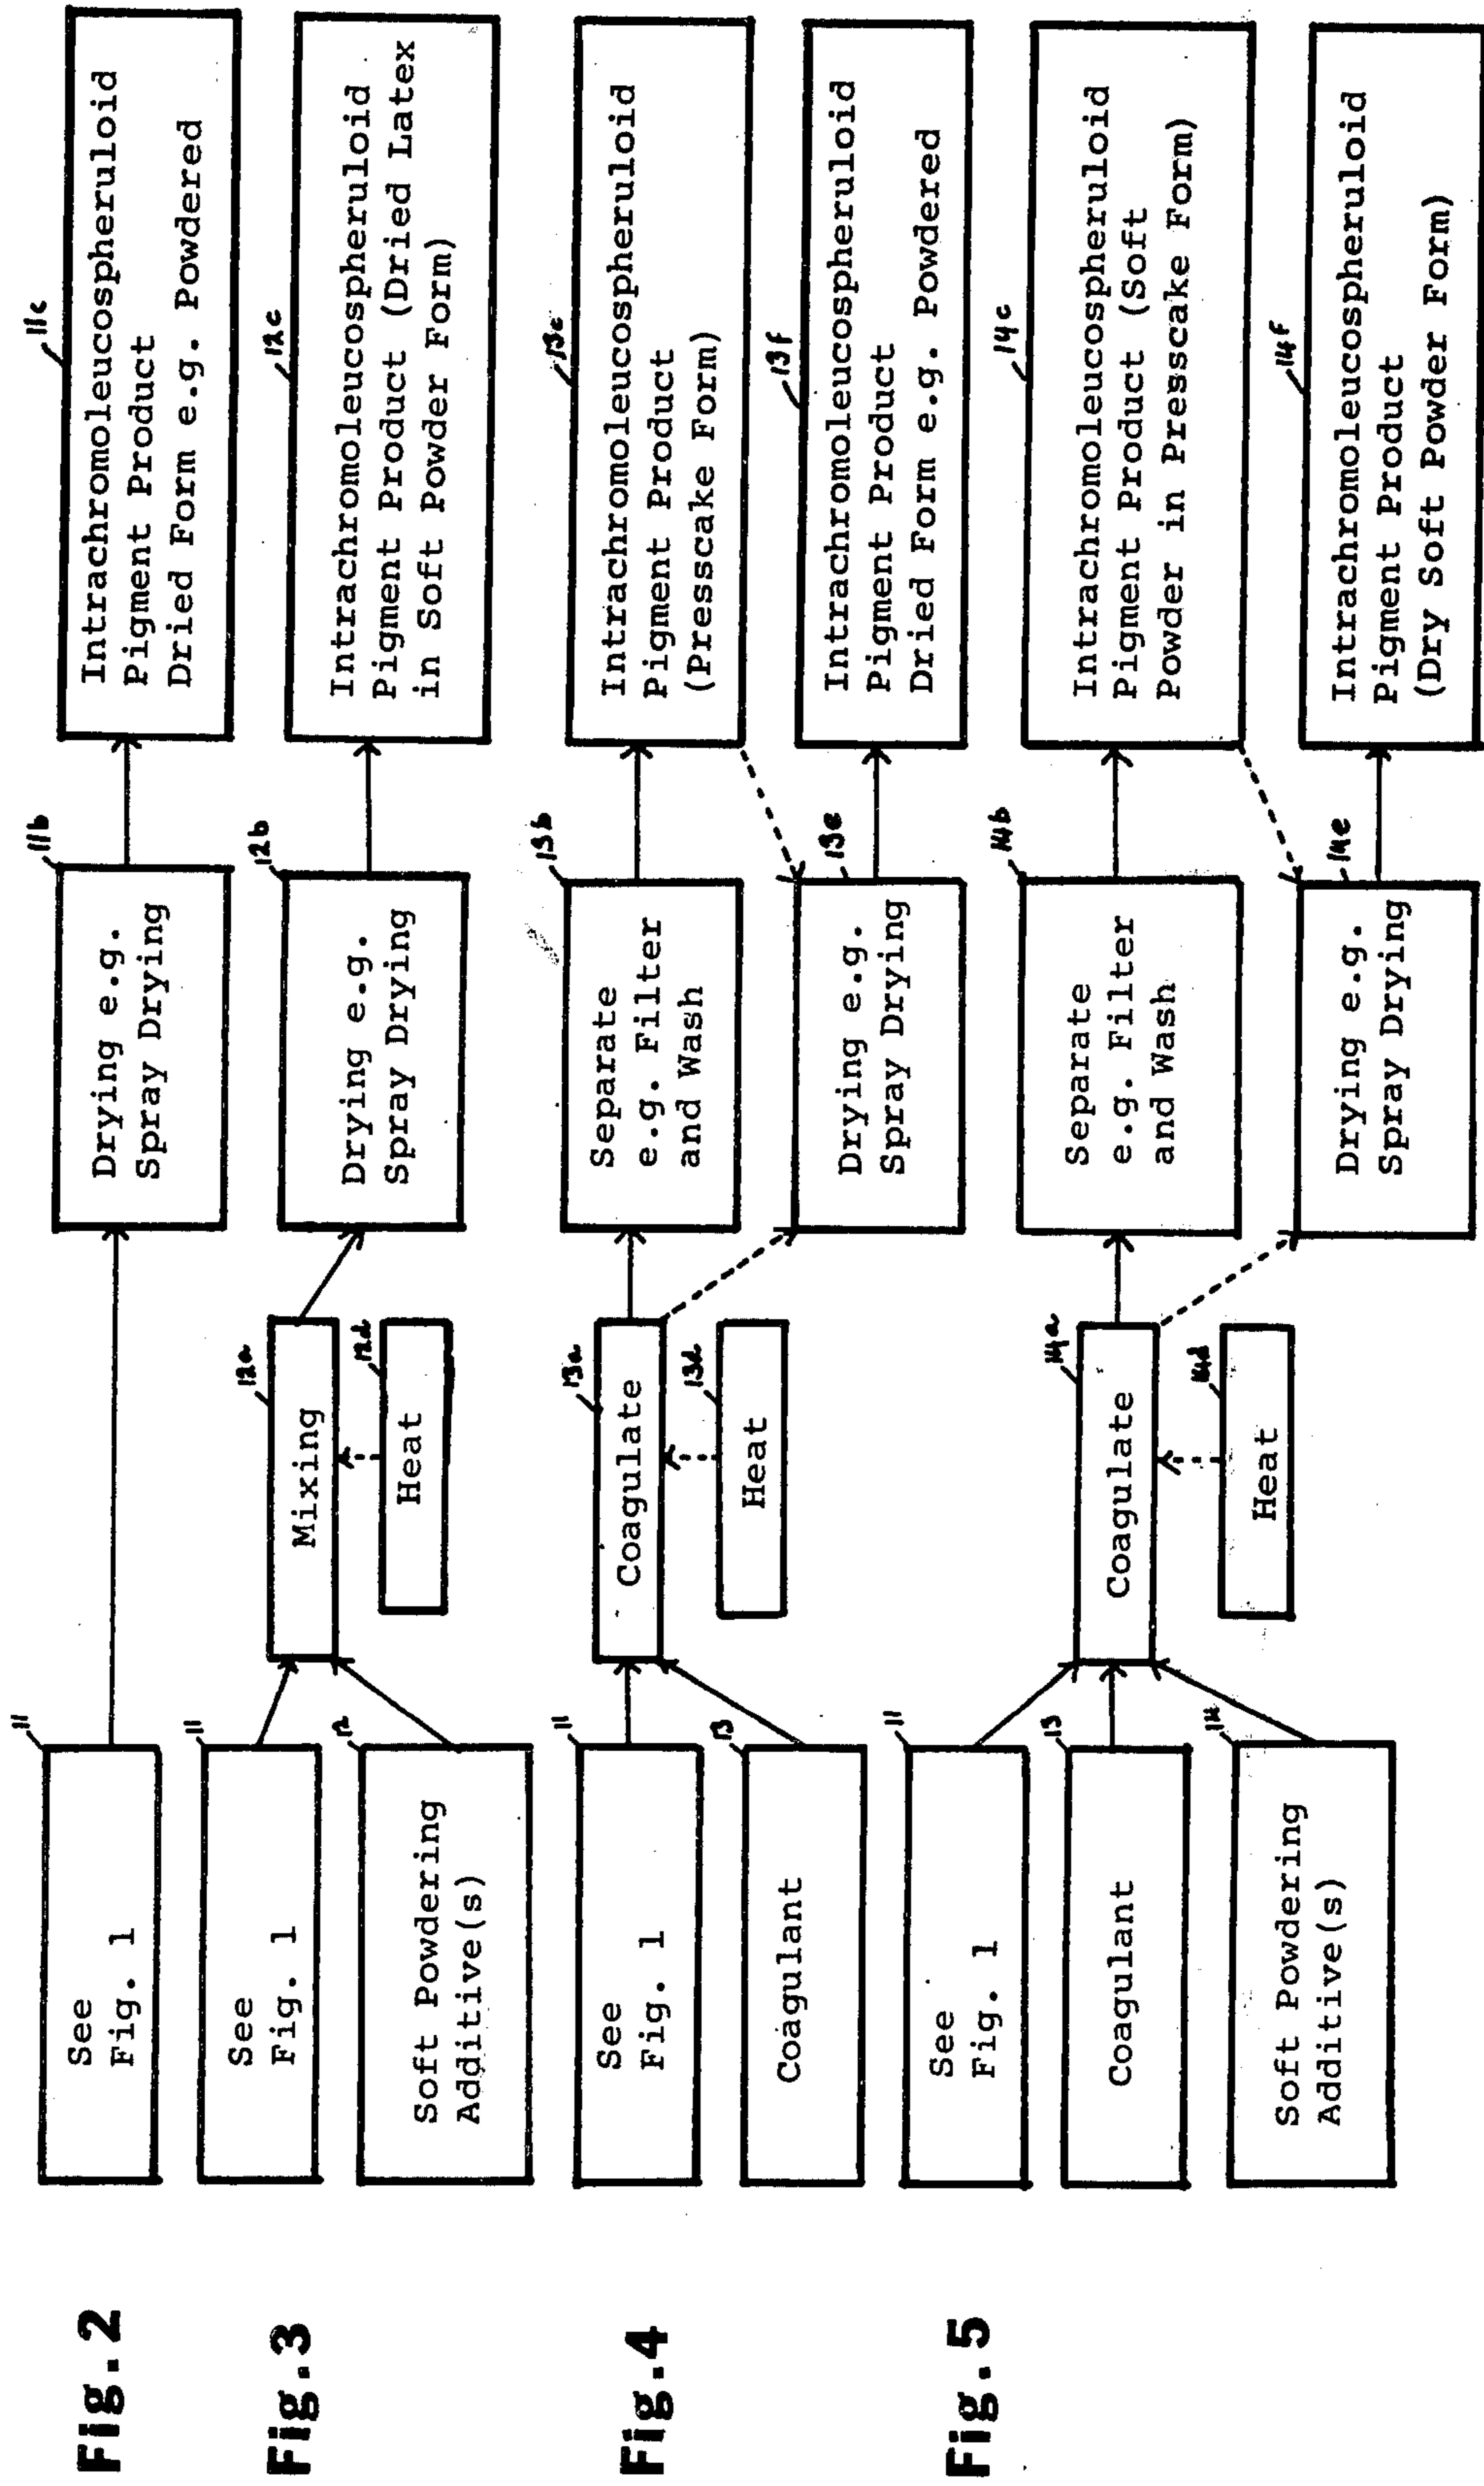 Fig.2
11
See
Fig. 1
11b
Drying e.g.
Spray Drying
11c
Intrachromoleucospheruloid
Pigment Product
Dried Form e.g. Powdered
Fig.3
11
See
Fig. 1
12
Soft Powdering
Additive(s)
12a
Mixing
12d
Heat
12b
Drying e.g.
Spray Drying
12c
Intrachromoleucospheruloid
Pigment Product (Dried Latex
in Soft Powder Form)
Fig.4
11
See
Fig. 1
13
Coagulant
13a
Coagulate
13d
Heat
13b
Separate
e.g. Filter
and Wash
13c
Intrachromoleucospheruloid
Pigment Product
(Presscake Form)
13e
Drying e.g.
Spray Drying
13f
Intrachromoleucospheruloid
Pigment Product
Dried Form e.g. Powdered
Fig.5
11
See
Fig. 1
13
Coagulant
14
Soft Powdering
Additive(s)
14a
Coagulate
14d
Heat
14b
Separate
e.g. Filter
and Wash
14c
Intrachromoleucospheruloid
Pigment Product (Soft
Powder in Presscake Form)
14e
Drying e.g.
Spray Drying
14f
Intrachromoleucospheruloid
Pigment Product
(Dry Soft Powder Form)